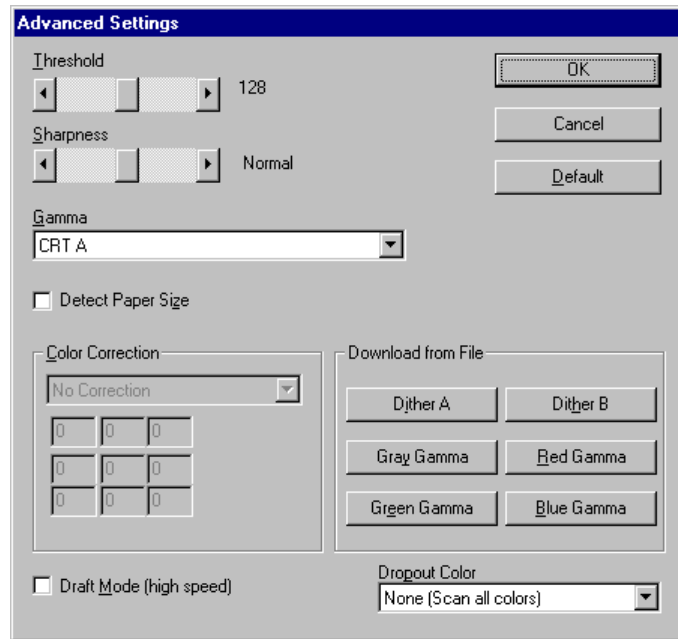 Advanced Settings
Threshold
128
OK
Sharpness
Normal
Cancel
Default
Gamma
CRT A
Detect Paper Size
Color Correction
No Correction
0 0 0
0 0 0
0 0 0
Download from File
Dither A Dither B
Gray Gamma Red Gamma
Green Gamma Blue Gamma
Draft Mode (high speed)
Dropout Color
None (Scan all colors)